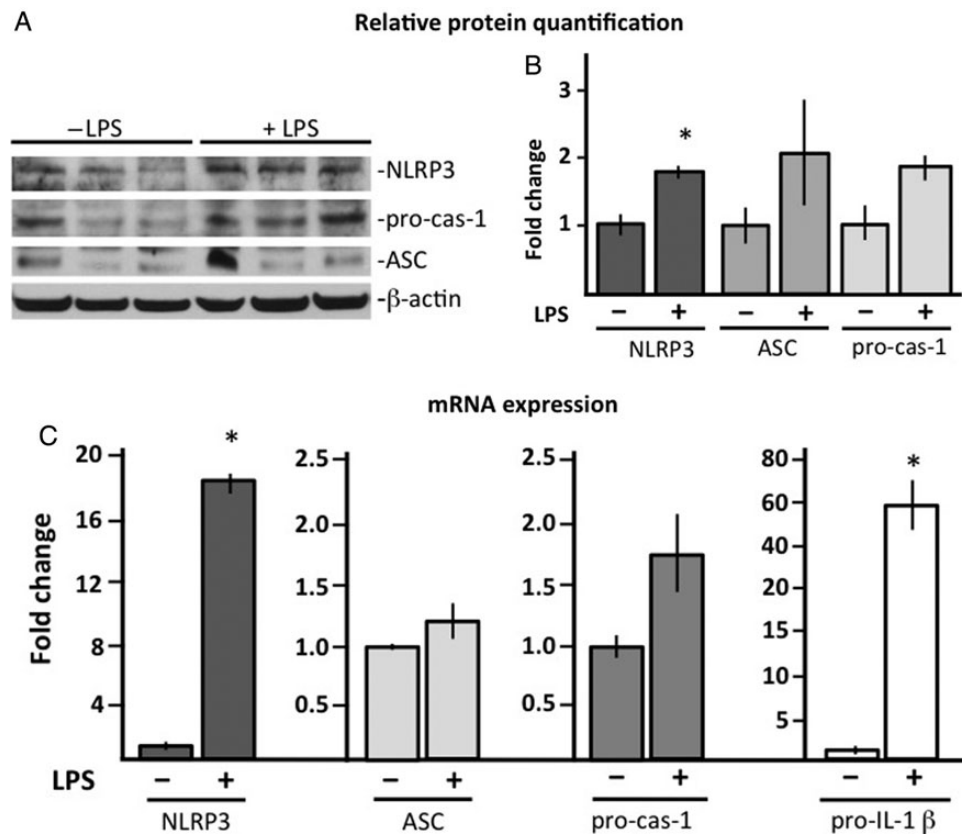 A
Relative protein quantification
–LPS
+ LPS
-NLRP3
-pro-cas-1
-ASC
-β-actin
B
Fold change
3
2
1
*
LPS
– + – + – +
NLRP3 ASC pro-cas-1
mRNA expression
C
Fold change
20
16
12
8
4
*
2.5
2.0
1.5
1.0
0.5
2.5
2.0
1.5
1.0
0.5
80
60
40
20
15
10
5
*
LPS – + – + – + – +
NLRP3 ASC pro-cas-1 pro-IL-1 β